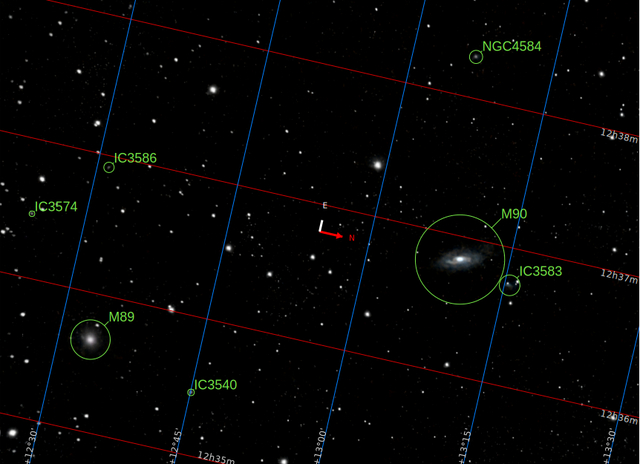 NGC4584
12h38m
IC3586
IC3574
E
N
M90
IC3583
12h37m
M89
IC3540
12h36m
+12°30'
+12°45'
12h35m
+13°00'
+13°15'
+13°30'